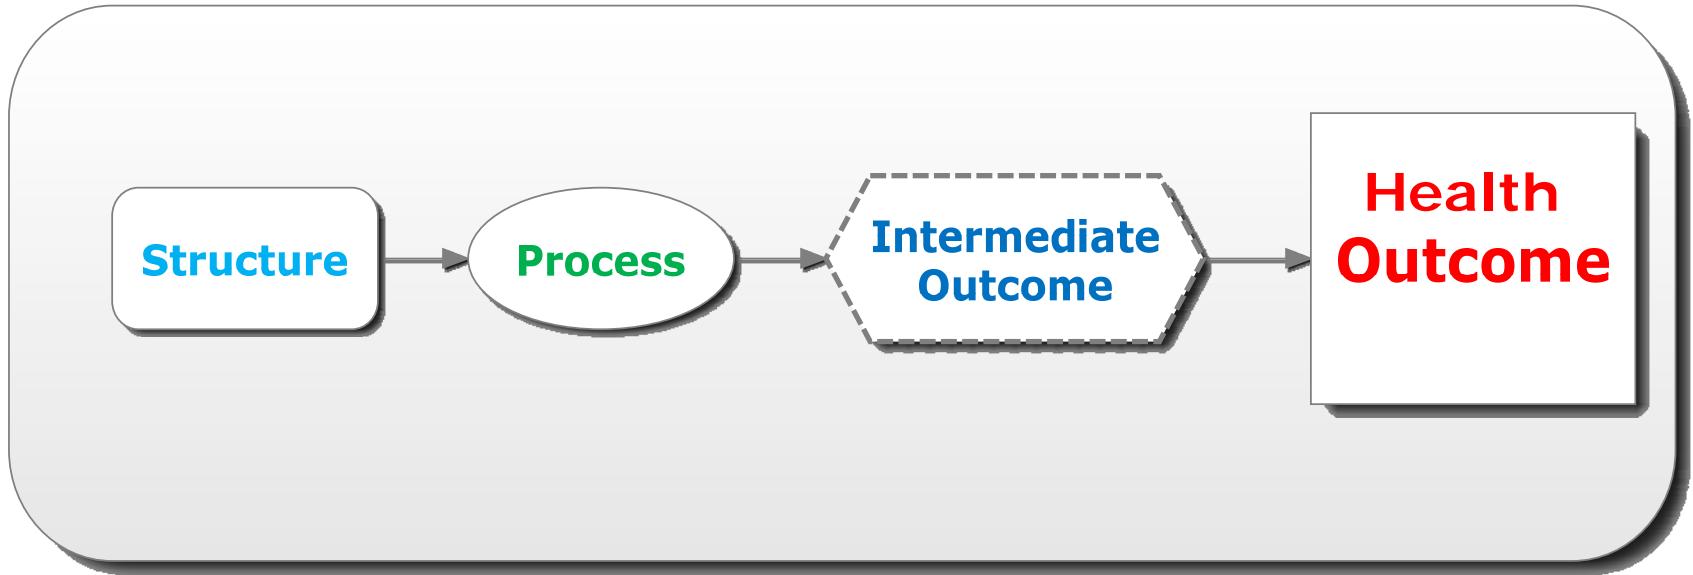 Structure
Process
Intermediate
Outcome
Health
Outcome